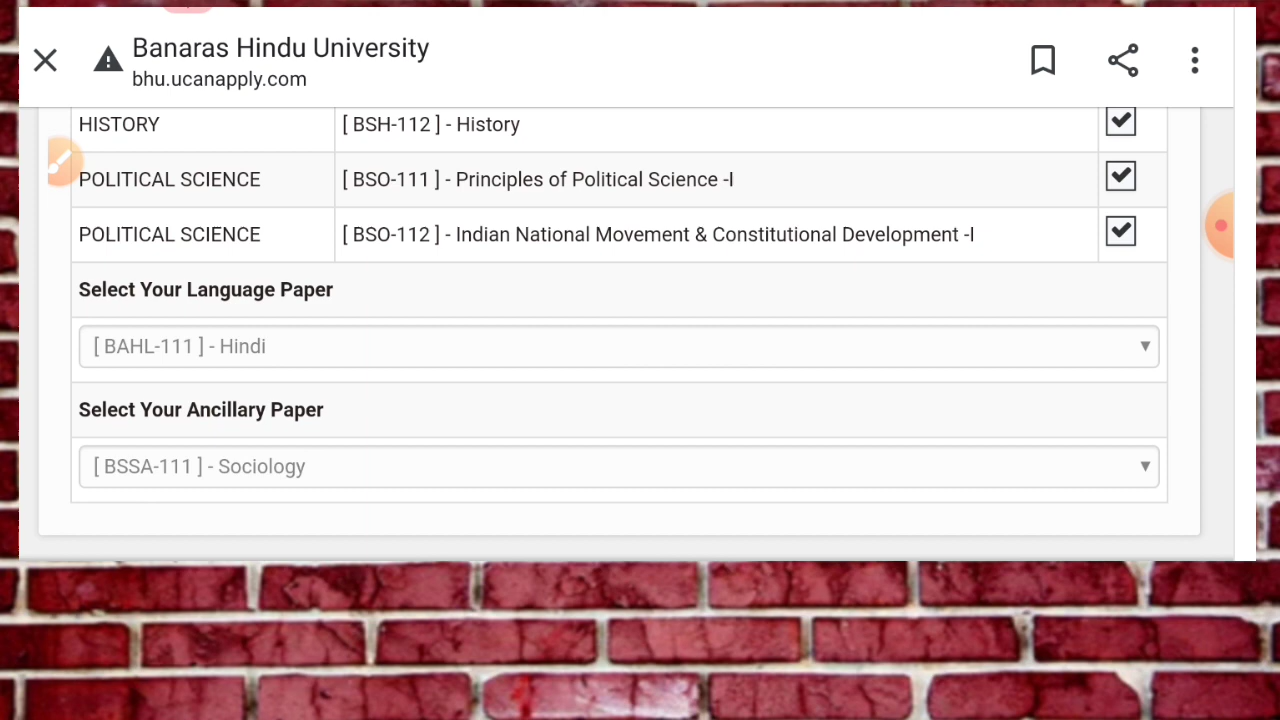 Banaras Hindu University
bhu.ucanapply.com
HISTORY [ BSH-112 ] - History
POLITICAL SCIENCE [ BSO-111 ] - Principles of Political Science -I
POLITICAL SCIENCE [ BSO-112 ] - Indian National Movement & Constitutional Development -I
Select Your Language Paper
[ BAHL-111 ] - Hindi
Select Your Ancillary Paper
[ BSSA-111 ] - Sociology